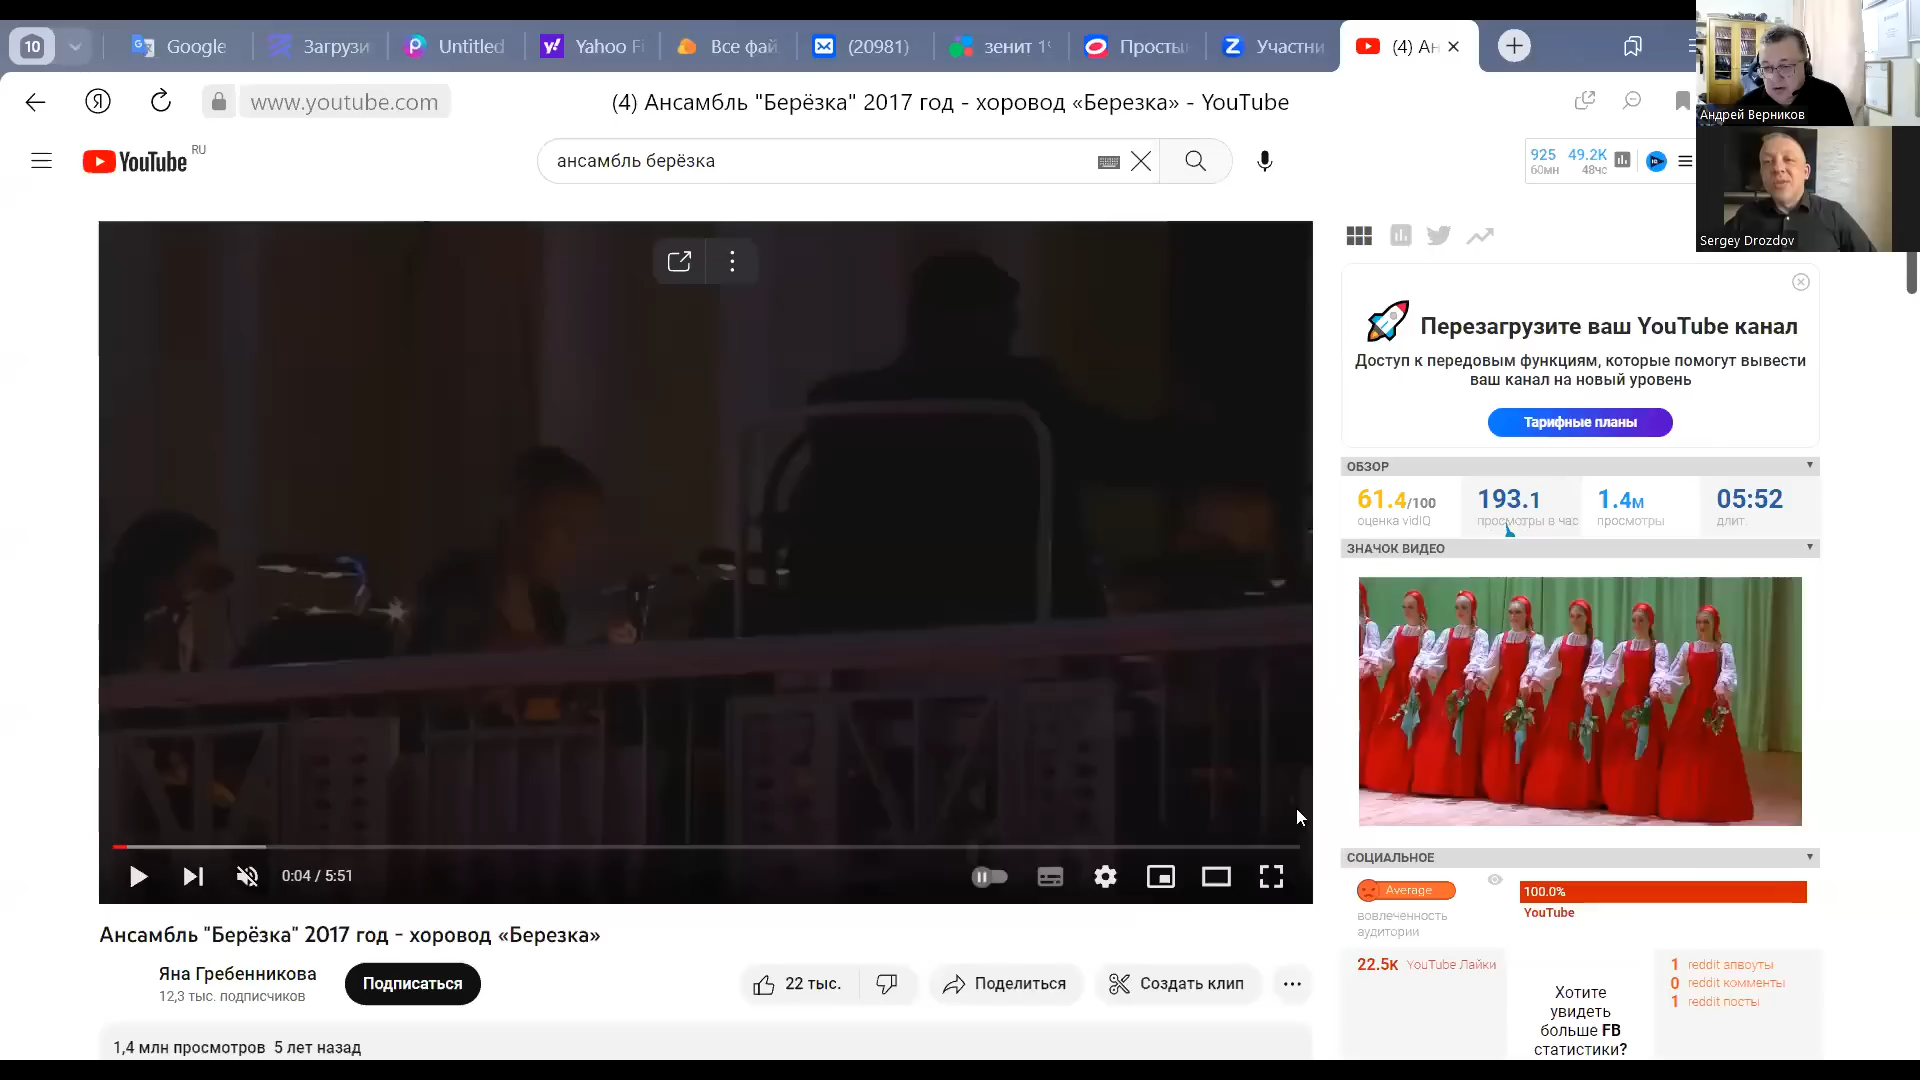 10
Google
Загрузи
Untitled
Yahoo Fi
Все фай
(20981)
зенит 1
Просты
Участни
(4) Ан
www.youtube.com
(4) Ансамбль "Берёзка" 2017 год - хоровод «Березка» - YouTube
Андрей Верников
Sergey Drozdov
YouTube RU
ансамбль берёзка
925 49.2K
60мн 48чс
Перезагрузите ваш YouTube канал
Доступ к передовым функциям, которые помогут вывести
ваш канал на новый уровень
Тарифные планы
ОБЗОР
61.4/100 193.1 1.4м 05:52
оценка vidIQ просмотры в час просмотры длит.
ЗНАЧОК ВИДЕО
СОЦИАЛЬНОЕ
Average
вовлеченность
аудитории
100.0%
YouTube
22.5к YouTube Лайки
Хотите
увидеть
больше FB
статистики?
1 reddit апвоуты
0 reddit комменты
1 reddit посты
0:04 / 5:51
Ансамбль "Берёзка" 2017 год - хоровод «Березка»
Яна Гребенникова
12,3 тыс. подписчиков
Подписаться
22 тыс.
Поделиться
Создать клип
1,4 млн просмотров 5 лет назад